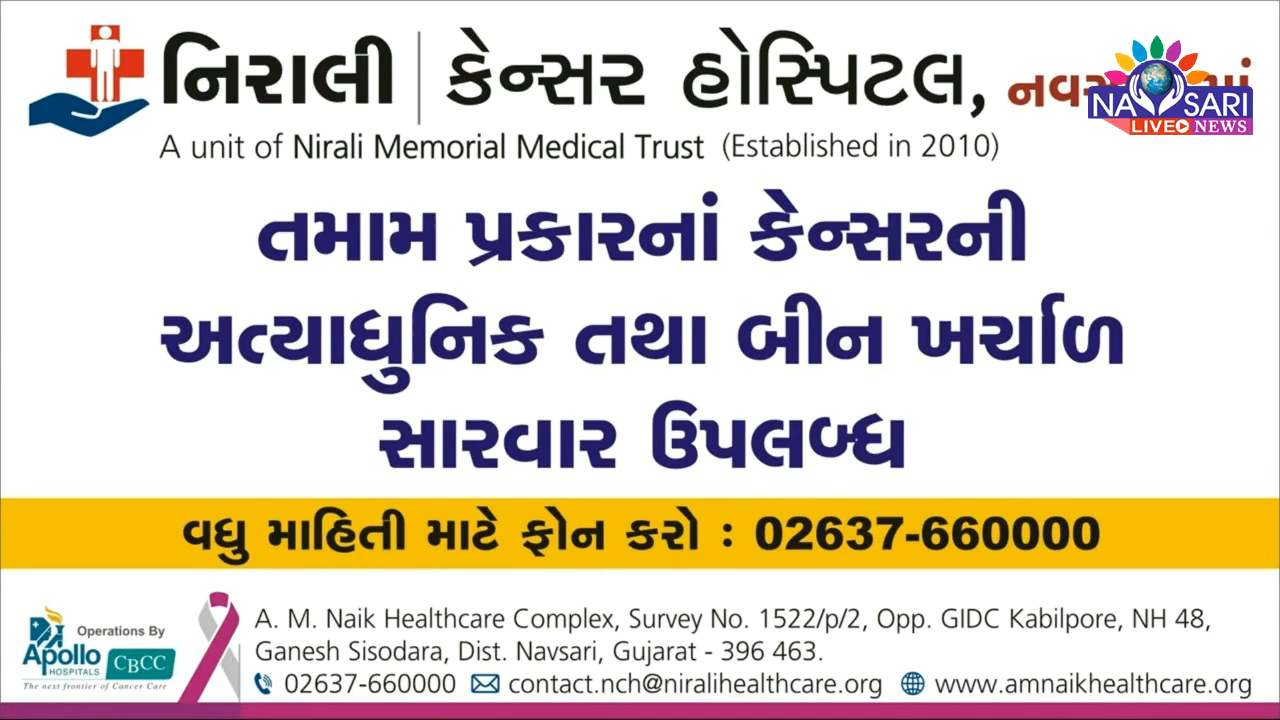 નિરાલી કેન્સર હોસ્પિટલ,
NAVSARI
LIVE NEWS
A unit of Nirali Memorial Medical Trust (Established in 2010)
તમામ પ્રકારનાં કેન્સરની
અત્યાધુનિક તથા બીન ખર્ચાળ
સારવાર ઉપલબ્ધ
વધુ માહિતી માટે ફોન કરો : 02637-660000
Operations By
Apollo
HOSPITALS
CBCC
The next frontier of Cancer Care
A. M. Naik Healthcare Complex, Survey No. 1522/p/2, Opp. GIDC Kabilpore, NH 48,
Ganesh Sisodara, Dist. Navsari, Gujarat - 396 463.
02637-660000 contact.nch@niralihealthcare.org www.amnaikhealthcare.org